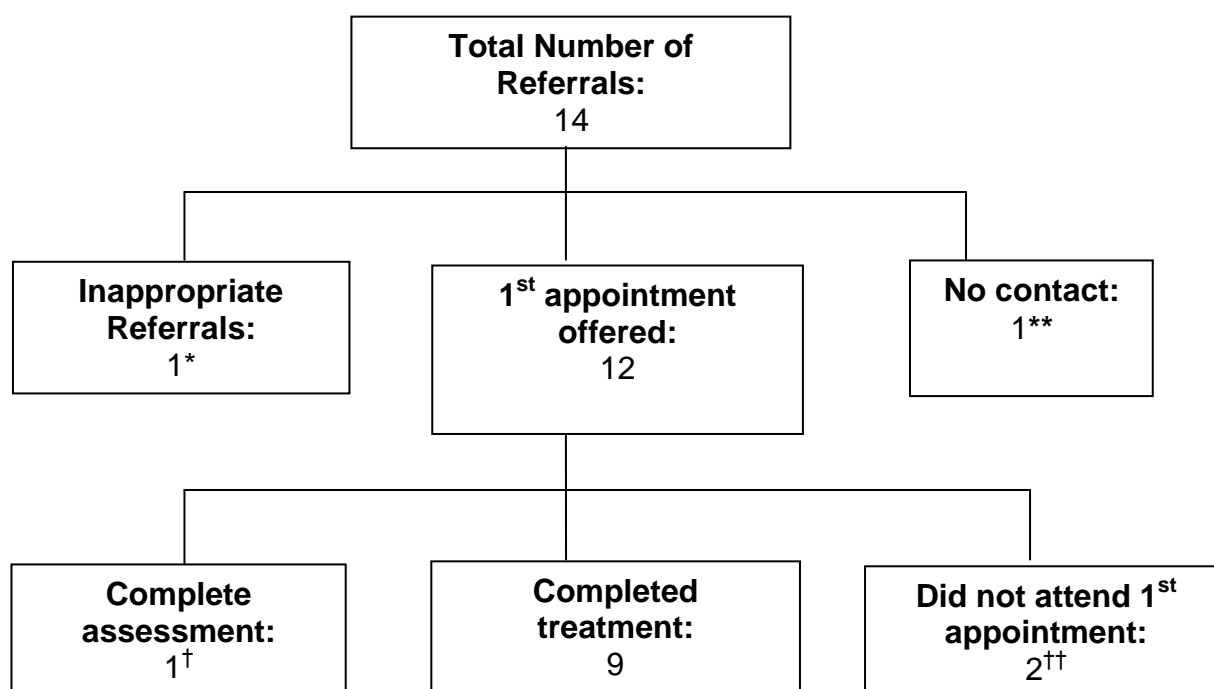 Total Number of
Referrals:
14
Inappropriate
Referrals:
1*
1st appointment
offered:
12
No contact:
1**
Complete
assessment:
1†
Completed
treatment:
9
Did not attend 1st
appointment:
2††